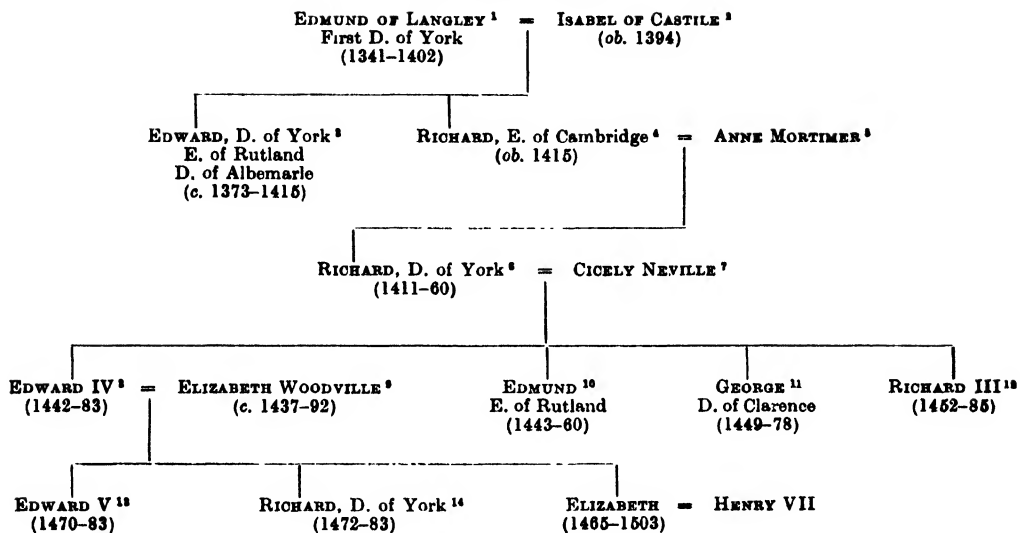 EDMUND OF LANGLEY ¹ = ISABEL OF CASTILE ²
First D. of York (ob. 1394)
(1341–1402)
EDWARD, D. of York ³ RICHARD, E. of Cambridge ⁴ = ANNE MORTIMER ⁵
E. of Rutland (ob. 1415)
D. of Albemarle
(c. 1373–1415)
RICHARD, D. of York ⁶ = CICELY NEVILLE ⁷
(1411–60)
EDWARD IV ⁸ = ELIZABETH WOODVILLE ⁹ EDMUND ¹⁰ GEORGE ¹¹ RICHARD III ¹²
(1442–83) (c. 1437–92) E. of Rutland D. of Clarence (1452–85)
(1443–60) (1449–78)
EDWARD V ¹³ RICHARD, D. of York ¹⁴ ELIZABETH = HENRY VII
(1470–83) (1472–83) (1465–1503)